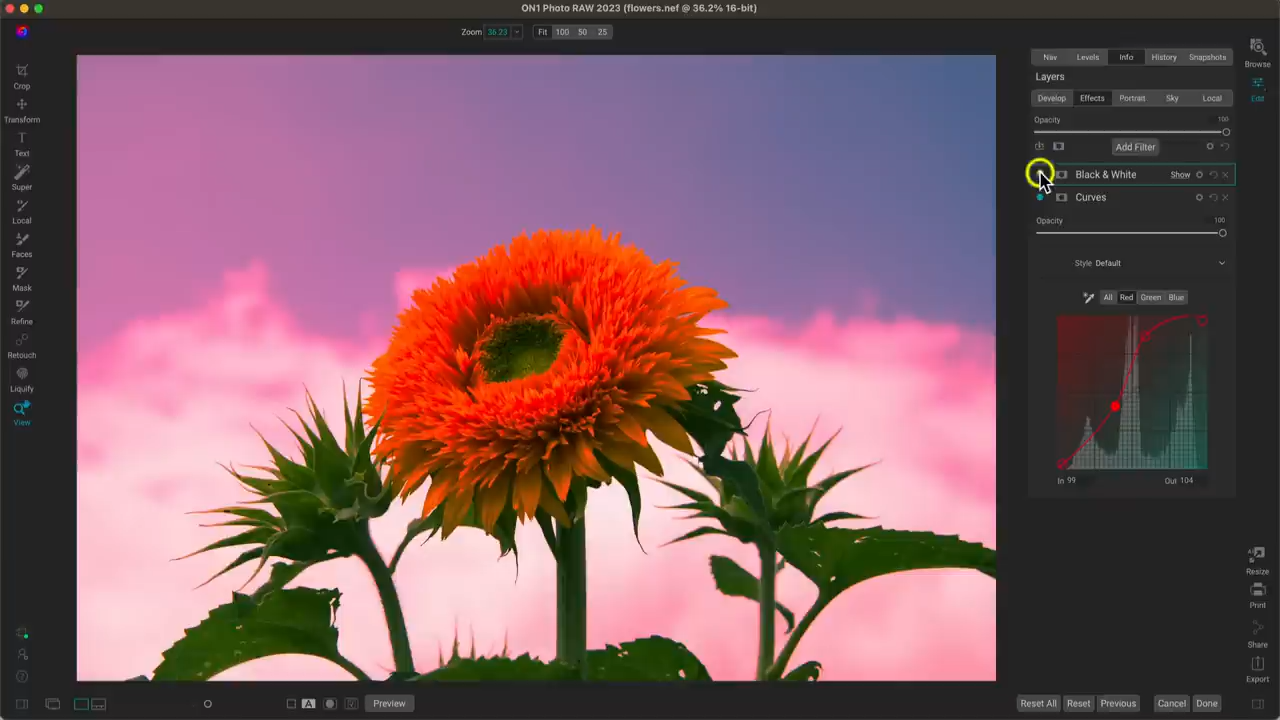 ON1 Photo RAW 2023 (flowers.nef @ 36.2% 16-bit)
Zoom 36.23 Fit 100 50 25
Crop
Transform
Text
Super
Local
Faces
Mask
Refine
Retouch
Liquify
View
Nav Levels Info History Snapshots
Layers
Develop Effects Portrait Sky Local
Opacity 100
Add Filter
Black & White Show
Curves
Opacity 100
Style Default
All Red Green Blue
In 99 Out 104
Browse
Edit
Resize
Print
Share
Export
A Preview
Reset All Reset Previous Cancel Done